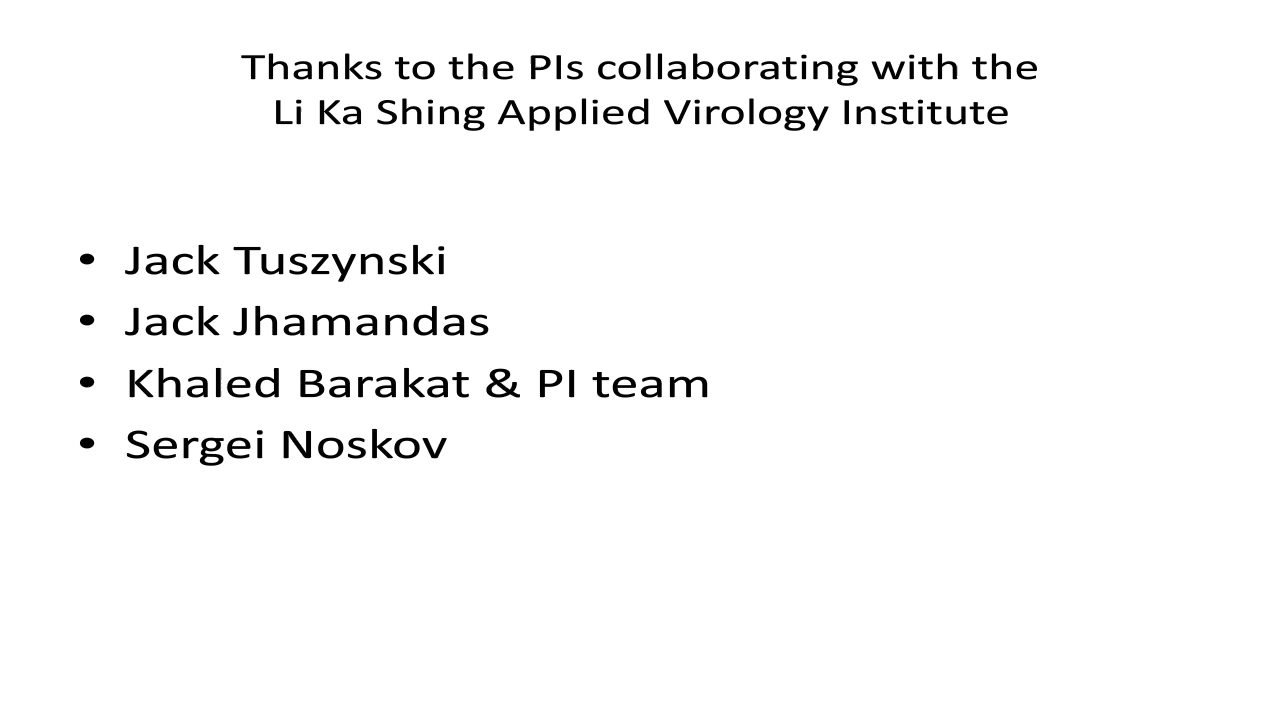 Thanks to the PIs collaborating with the
Li Ka Shing Applied Virology Institute
• Jack Tuszynski
• Jack Jhamandas
• Khaled Barakat & PI team
• Sergei Noskov